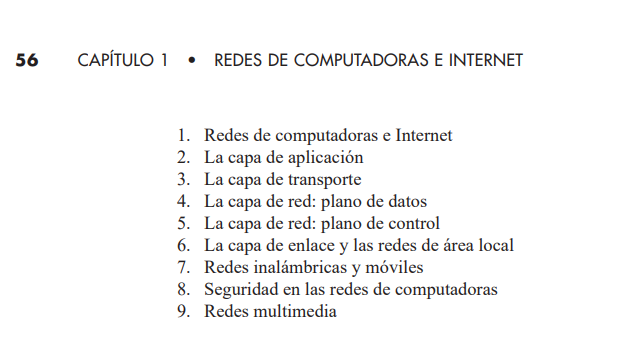 56 CAPÍTULO 1 • REDES DE COMPUTADORAS E INTERNET
1. Redes de computadoras e Internet
2. La capa de aplicación
3. La capa de transporte
4. La capa de red: plano de datos
5. La capa de red: plano de control
6. La capa de enlace y las redes de área local
7. Redes inalámbricas y móviles
8. Seguridad en las redes de computadoras
9. Redes multimedia